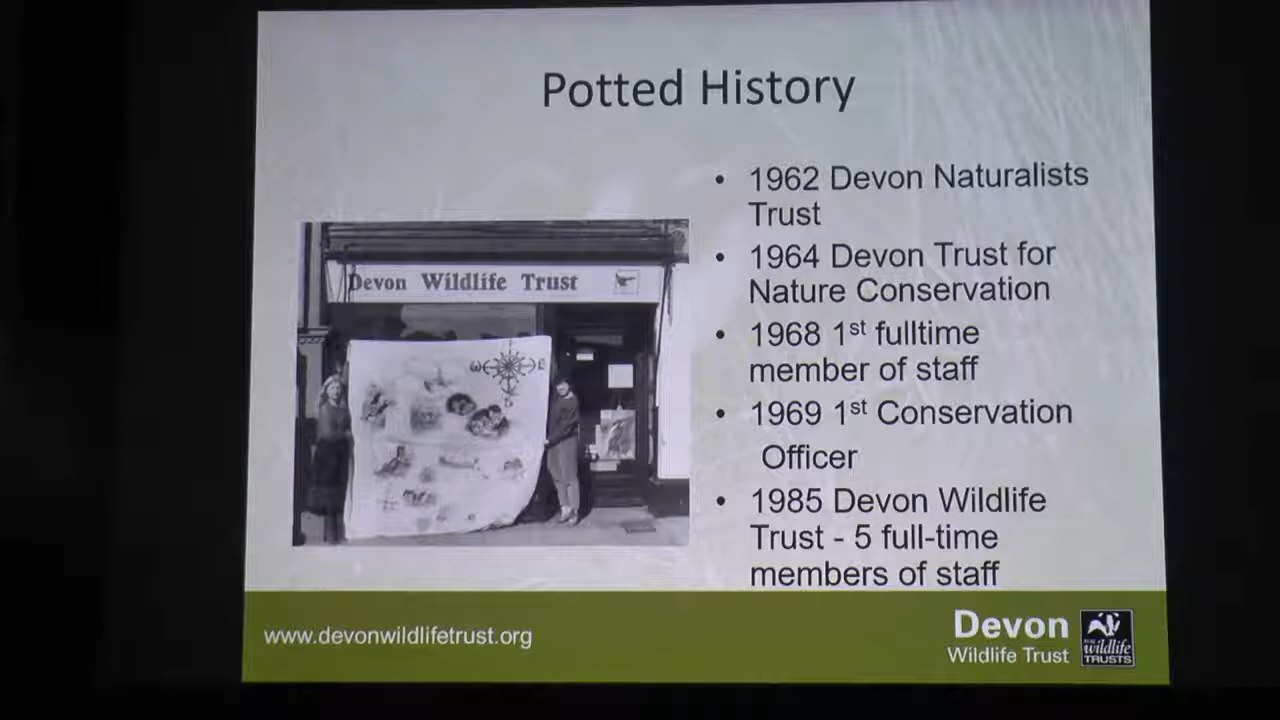 Potted History
• 1962 Devon Naturalists
Trust
• 1964 Devon Trust for
Nature Conservation
• 1968 1st fulltime
member of staff
• 1969 1st Conservation
Officer
• 1985 Devon Wildlife
Trust - 5 full-time
members of staff
Devon Wildlife Trust
W E
www.devonwildlifetrust.org
Devon
Wildlife Trust
wildlife
TRUSTS